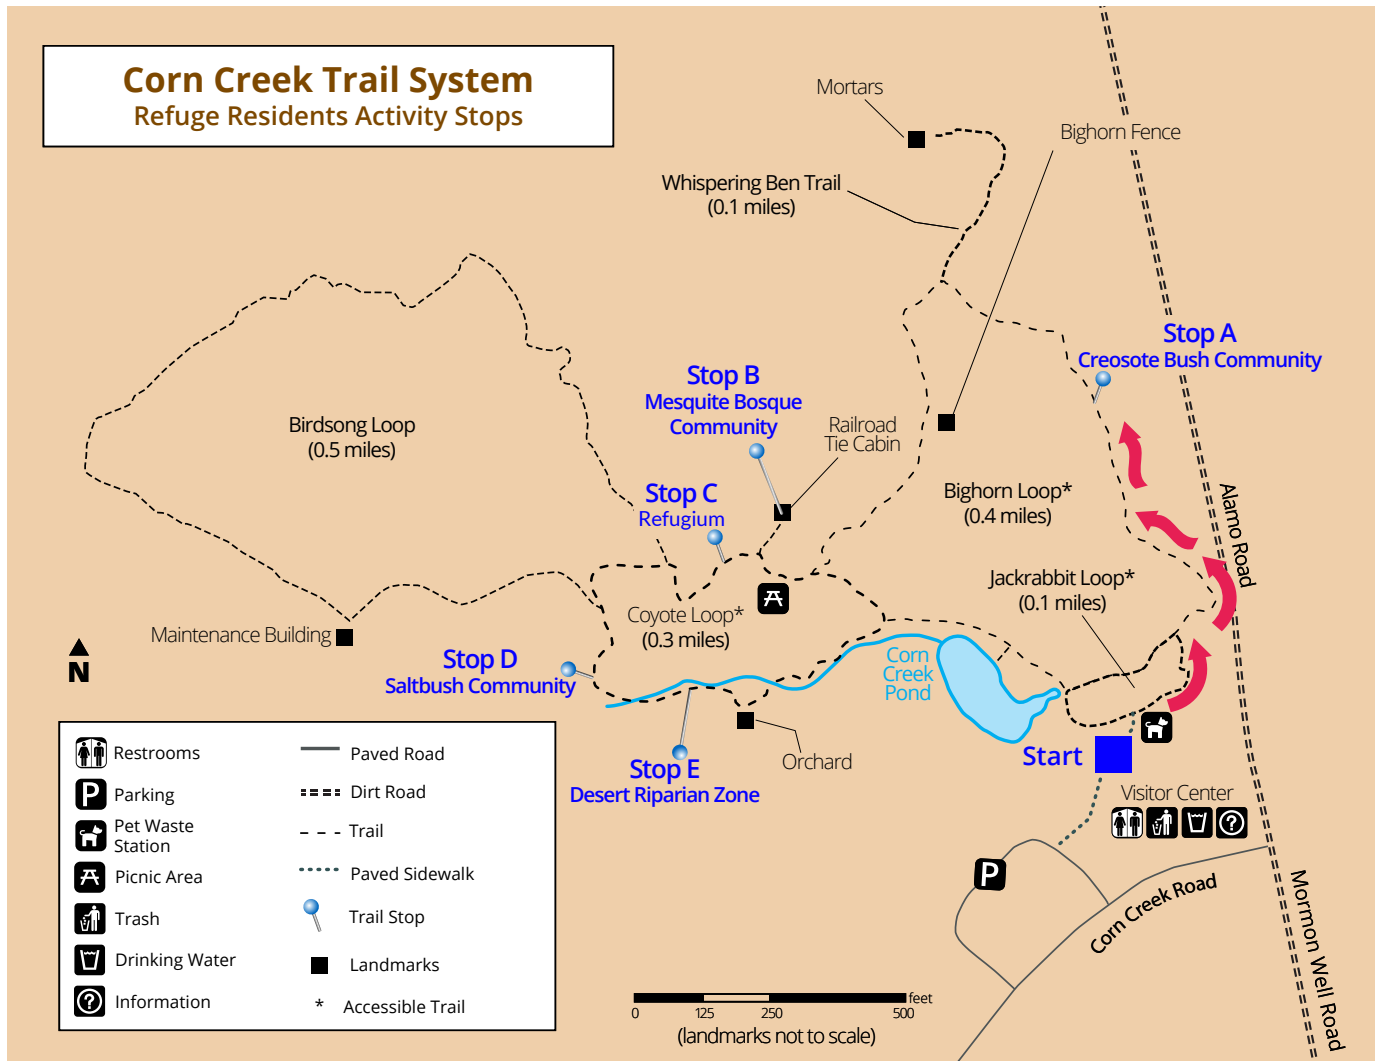 Corn Creek Trail System
Refuge Residents Activity Stops
Mortars
Bighorn Fence
Whispering Ben Trail
(0.1 miles)
Stop A
Creosote Bush Community
Stop B
Mesquite Bosque
Community
Railroad
Tie Cabin
Birdsong Loop
(0.5 miles)
Stop C
Refugium
Bighorn Loop*
(0.4 miles)
Alamo Road
Jackrabbit Loop*
(0.1 miles)
Coyote Loop*
(0.3 miles)
Maintenance Building
N
Stop D
Saltbush Community
Corn
Creek
Pond
Start
Orchard
Stop E
Desert Riparian Zone
Visitor Center
P
Corn Creek Road
Mormon Well Road
Restrooms
P
Parking
Pet Waste
Station
Picnic Area
Trash
Drinking Water
?
Information
Paved Road
Dirt Road
Trail
Paved Sidewalk
Trail Stop
Landmarks
* Accessible Trail
?
feet
0 125 250 500
(landmarks not to scale)